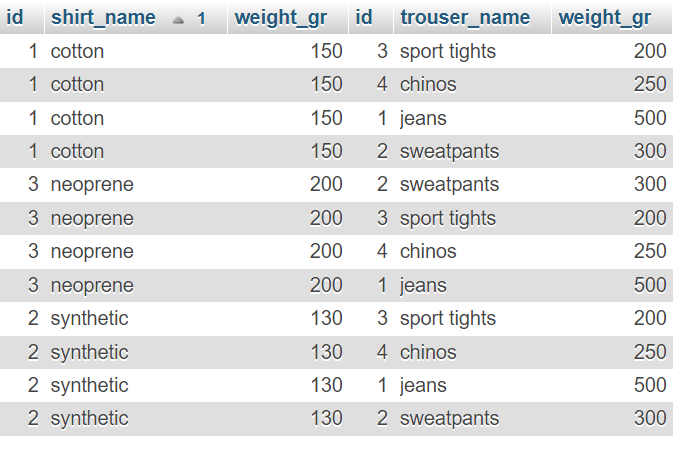 id shirt_name 1 weight_gr id trouser_name weight_gr
1 cotton 150 3 sport tights 200
1 cotton 150 4 chinos 250
1 cotton 150 1 jeans 500
1 cotton 150 2 sweatpants 300
3 neoprene 200 2 sweatpants 300
3 neoprene 200 3 sport tights 200
3 neoprene 200 4 chinos 250
3 neoprene 200 1 jeans 500
2 synthetic 130 3 sport tights 200
2 synthetic 130 4 chinos 250
2 synthetic 130 1 jeans 500
2 synthetic 130 2 sweatpants 300